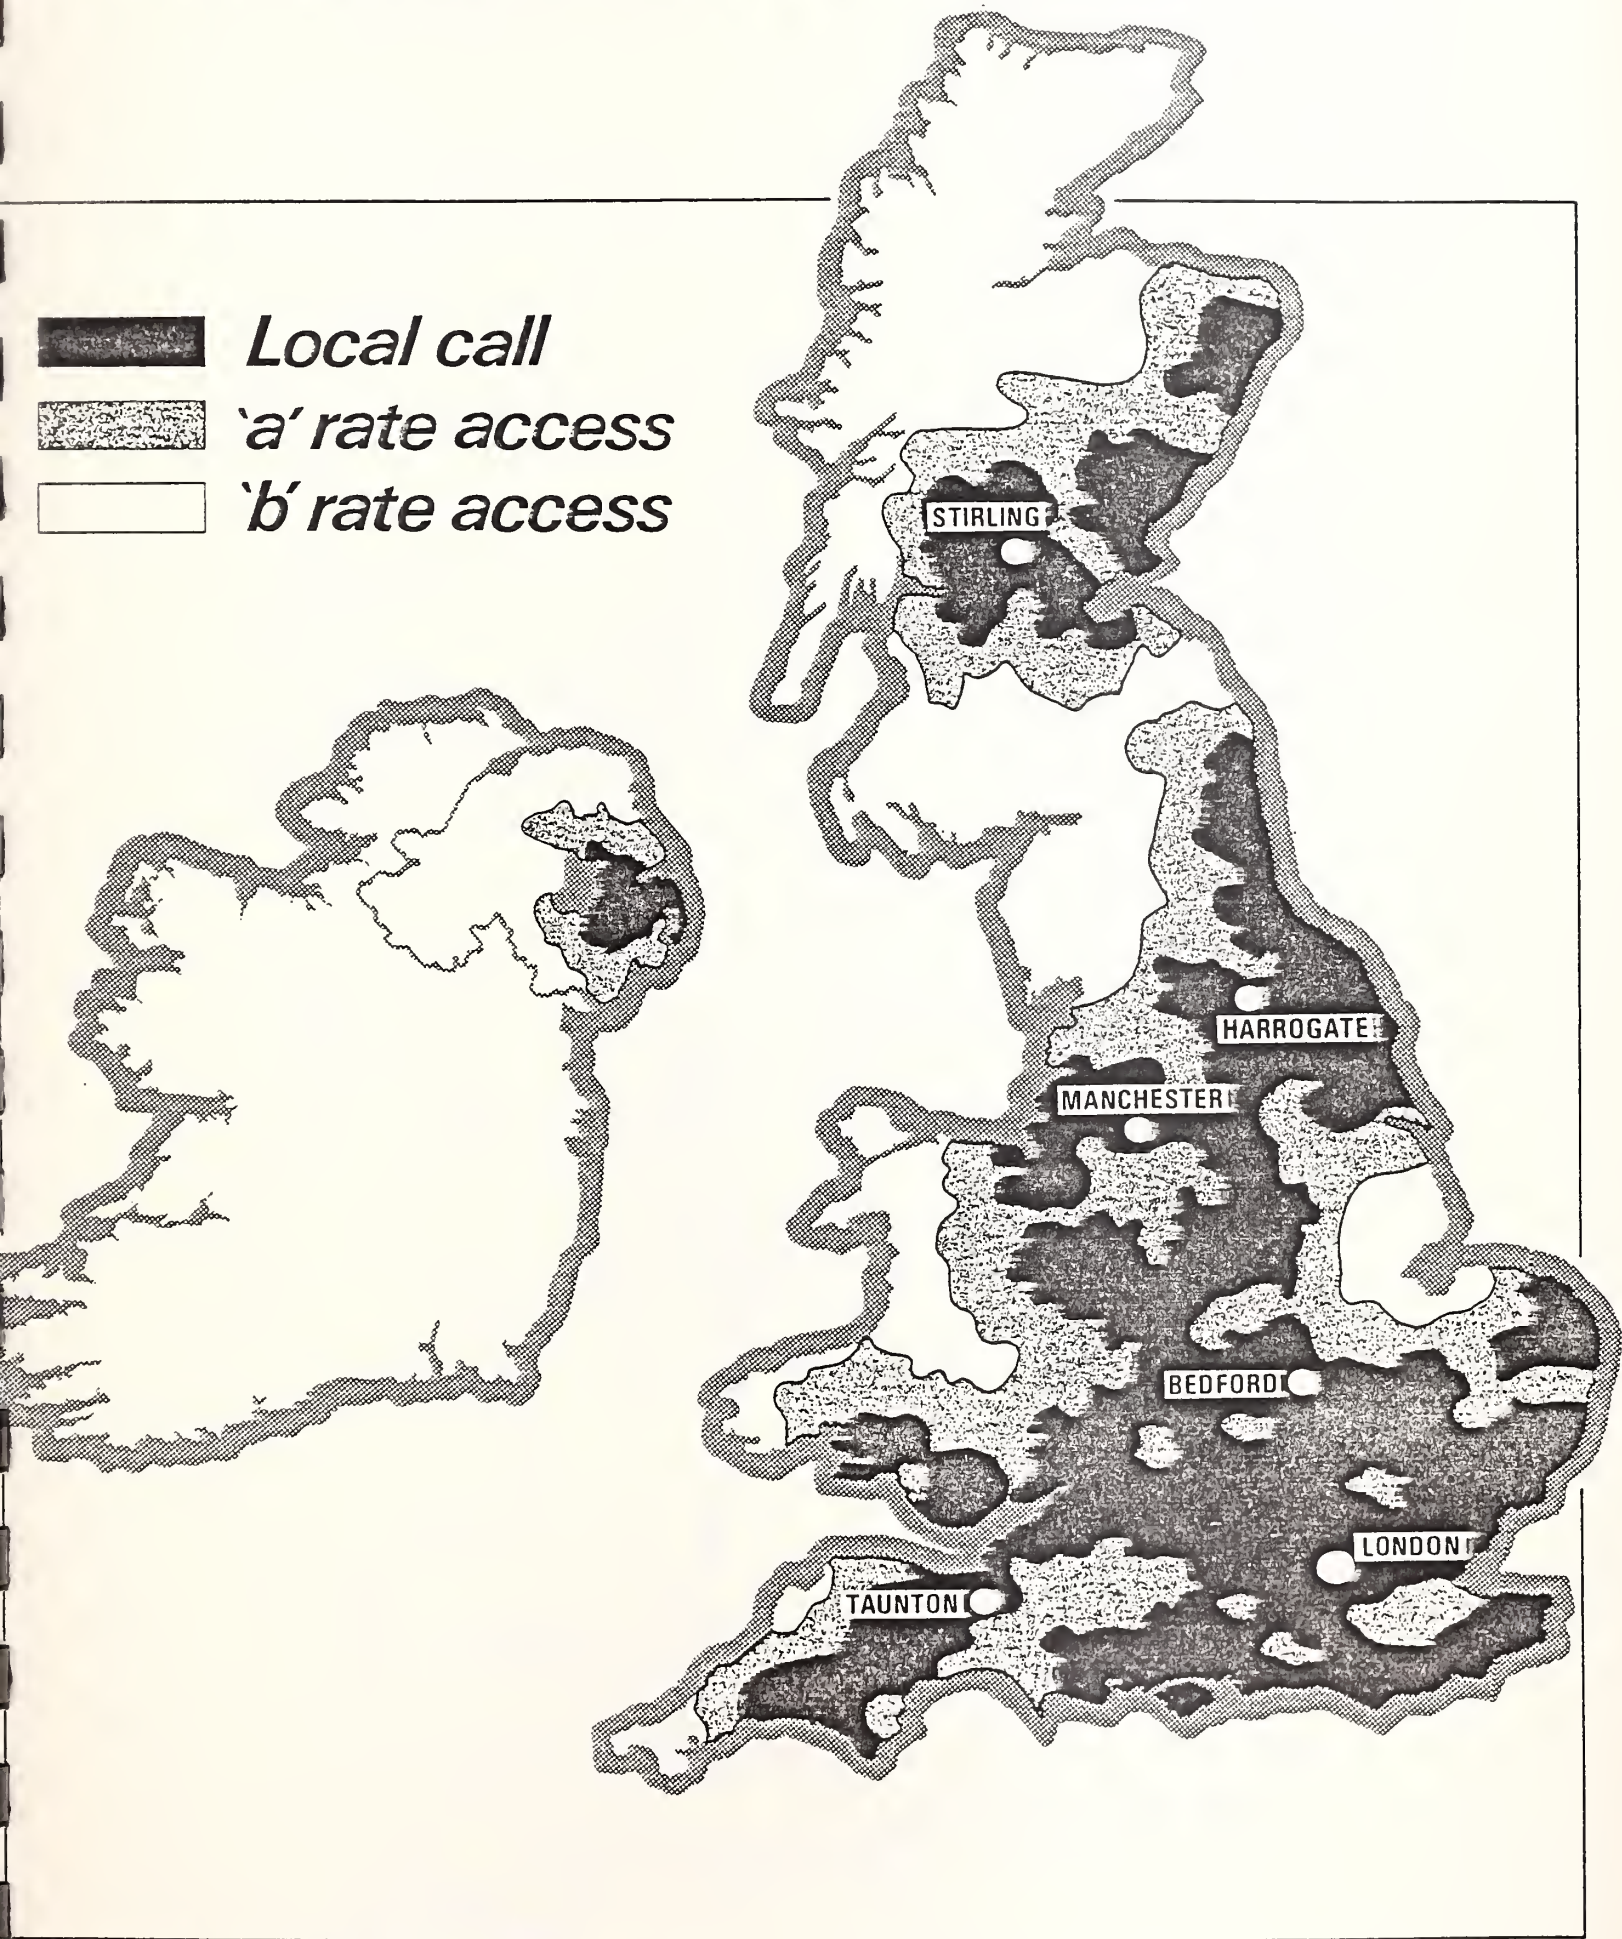 Local call
‘a’ rate access
‘b’ rate access
STIRLING
HARROGATE
MANCHESTER
BEDFORD
LONDON
TAUNTON